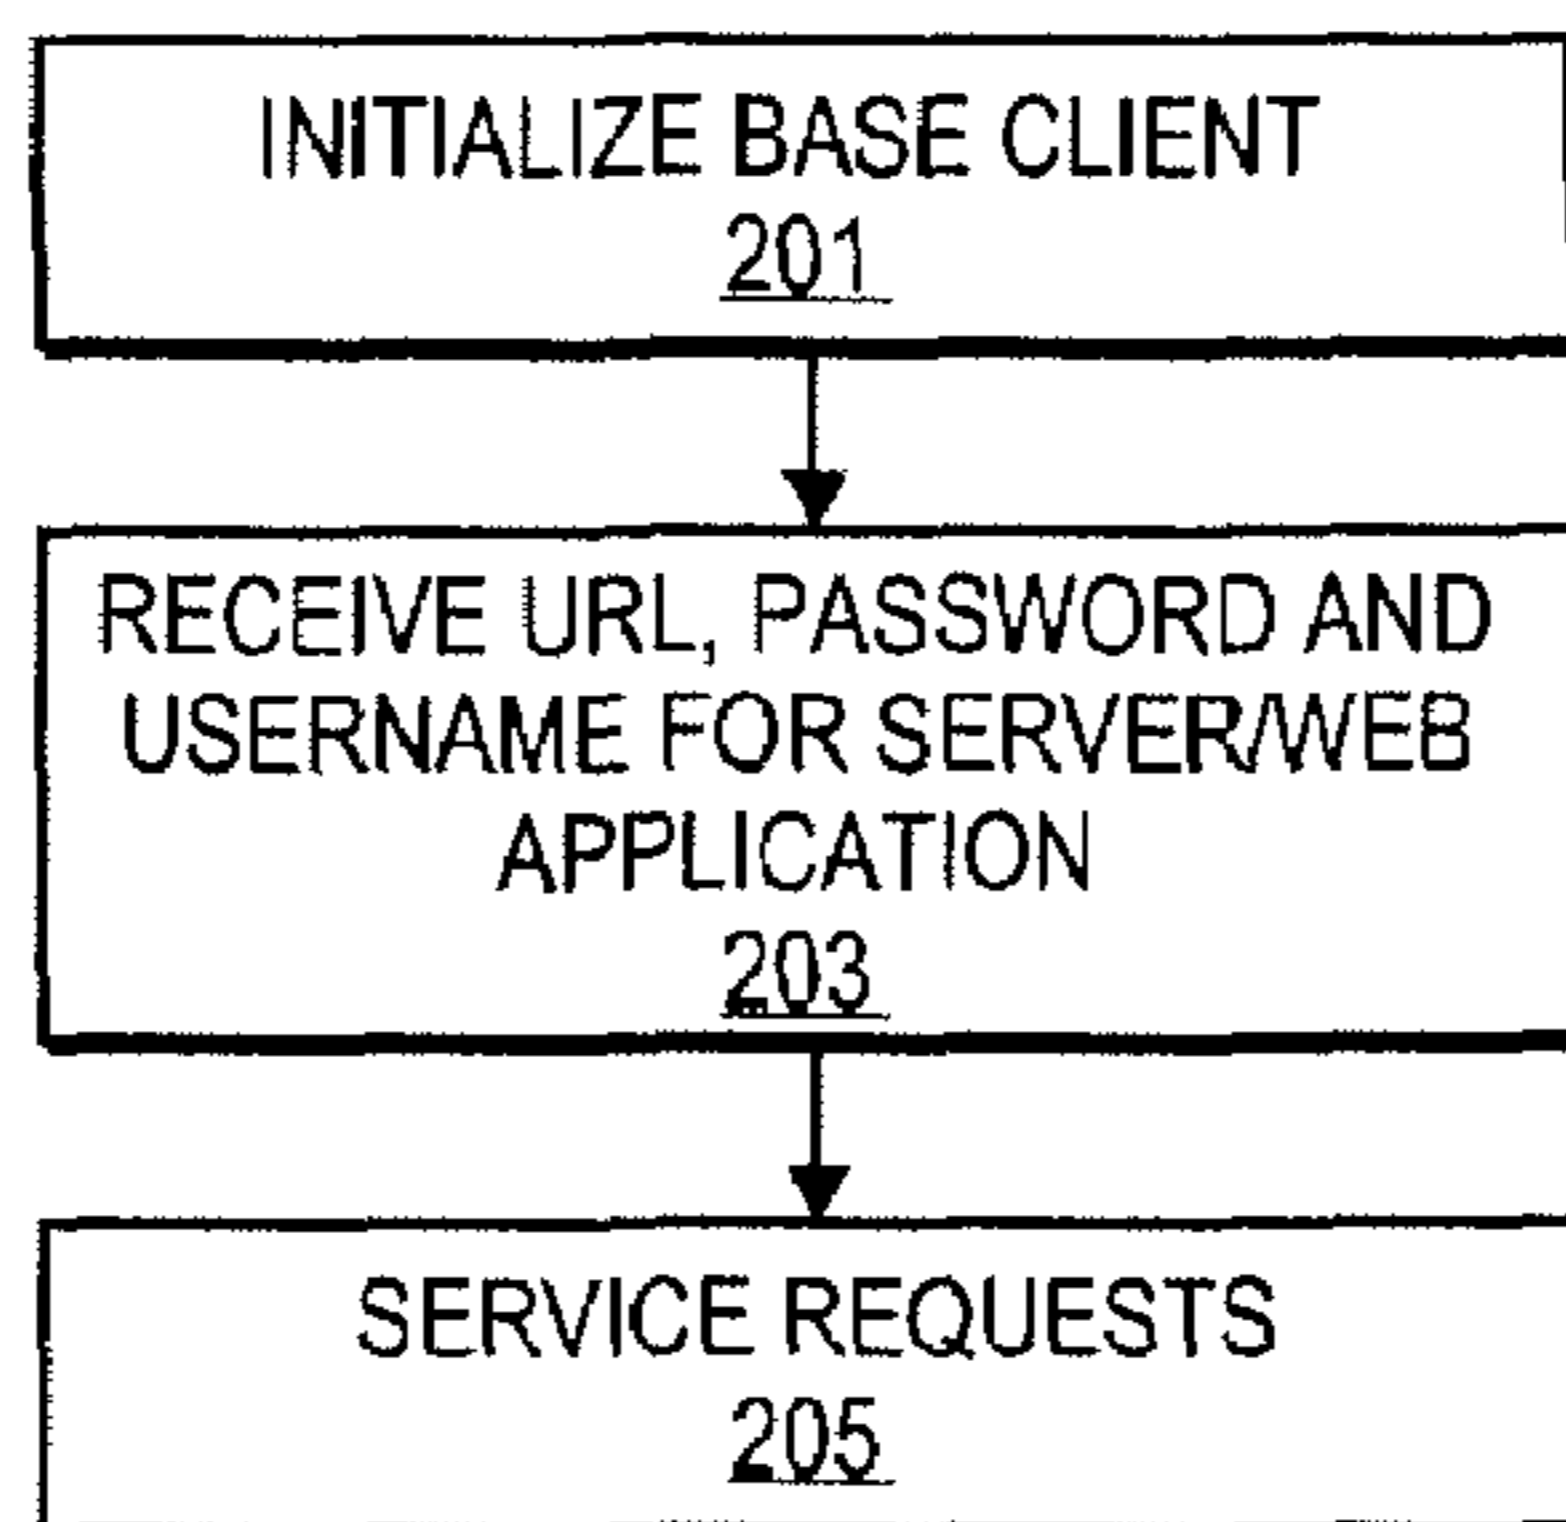 INITIALIZE BASE CLIENT
201
RECEIVE URL, PASSWORD AND
USERNAME FOR SERVER/WEB
APPLICATION
203
SERVICE REQUESTS
205